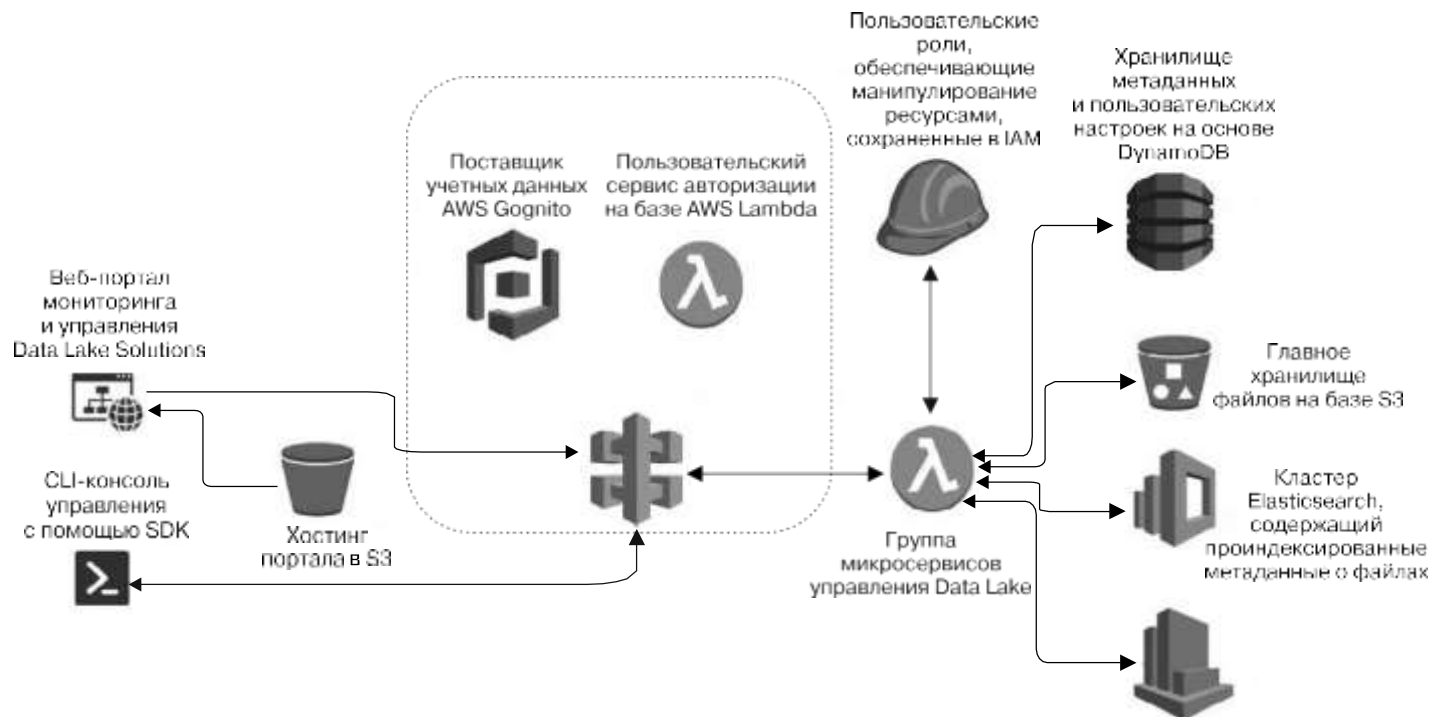 Пользовательские
роли,
обеспечивающие
манипулирование
ресурсами,
сохраненные в IAM
Хранилище
метаданных
и пользовательских
настроек на основе
DynamoDB
Поставщик
учетных данных
AWS Gognito
Пользовательский
сервис авторизации
на базе AWS Lambda
Веб-портал
мониторинга
и управления
Data Lake Solutions
Главное
хранилище
файлов на базе S3
CLI-консоль
управления
с помощью SDK
Хостинг
портала в S3
Группа
микросервисов
управления Data Lake
Кластер
Elasticsearch,
содержащий
проиндексированные
метаданные о файлах